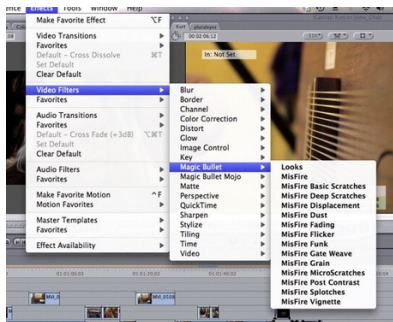 Effects Tools Window Help
Make Favorite Effect ⌥F
Video Transitions
Favorites
Default - Cross Dissolve ⌘T
Set Default
Clear Default
Video Filters
Favorites
Audio Transitions
Favorites
Default - Cross Fade (+3dB) ⌥⌘T
Set Default
Clear Default
Audio Filters
Favorites
Make Favorite Motion ^F
Motion Favorites
Master Templates
Favorites
Effect Availability
Blur
Border
Channel
Color Correction
Distort
Glow
Image Control
Key
Magic Bullet
Magic Bullet Mojo
Matte
Perspective
QuickTime
Sharpen
Stylize
Tiling
Time
Video
Looks
MisFire
MisFire Basic Scratches
MisFire Deep Scratches
MisFire Displacement
MisFire Dust
MisFire Fading
MisFire Flicker
MisFire Funk
MisFire Gate Weave
MisFire Grain
MisFire MicroScratches
MisFire Post Contrast
MisFire Splotches
MisFire Vignette
00:02:06;12
In: Not Set